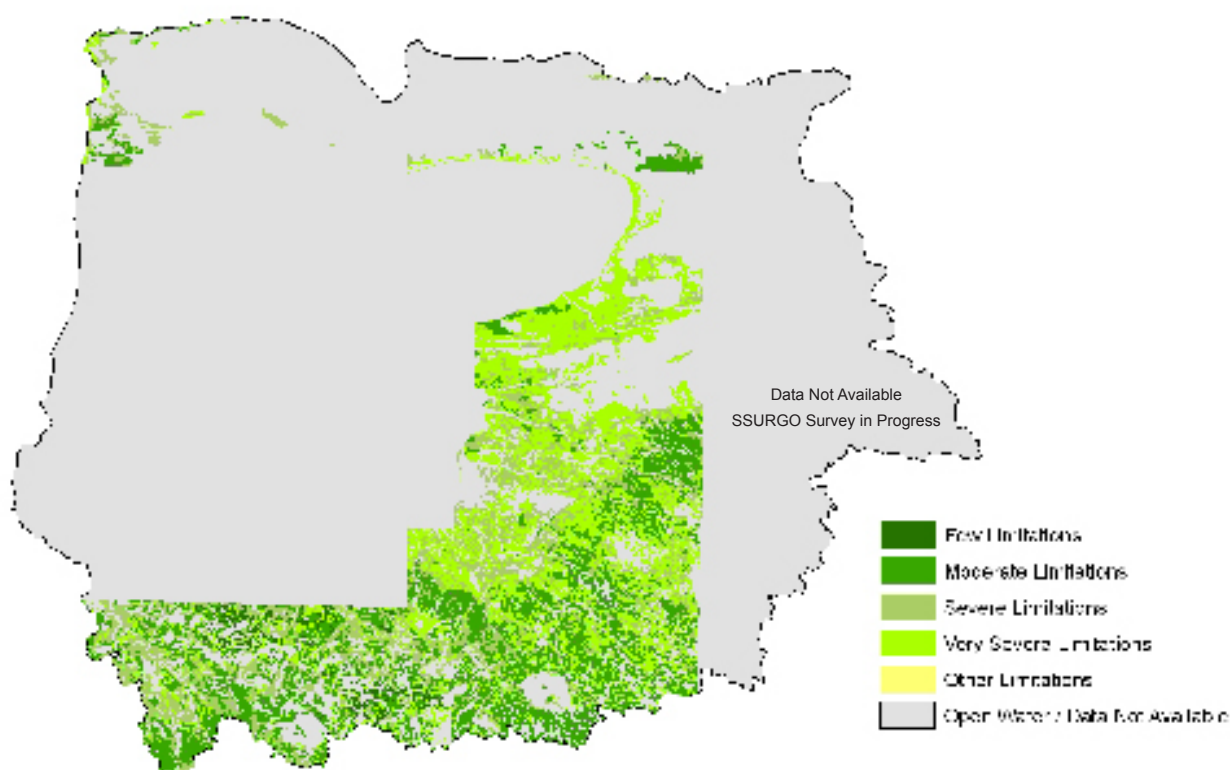 Data Not Available
SSURGO Survey in Progress
Few Limitations
Moderate Limitations
Severe Limitations
Very Severe Limitations
Other Limitations
Open Water / Data Not Available